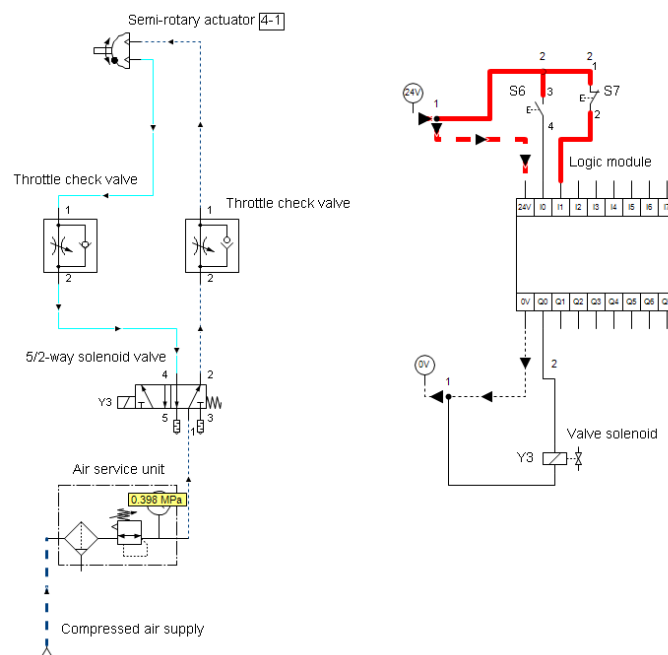 Semi-rotary actuator 4-1
2
2
1
S6
3
S7
24V
1
4
2
Logic module
Throttle check valve
Throttle check valve
24V I0 I1 I2 I3 I4 I5 I6 I7
1
1
2
2
0V Q0 Q1 Q2 Q3 Q4 Q5 Q6
5/2-way solenoid valve
0V
1
2
4
2
Y3
5
1
3
Valve solenoid
Y3
Air service unit
0.398 MPa
Compressed air supply